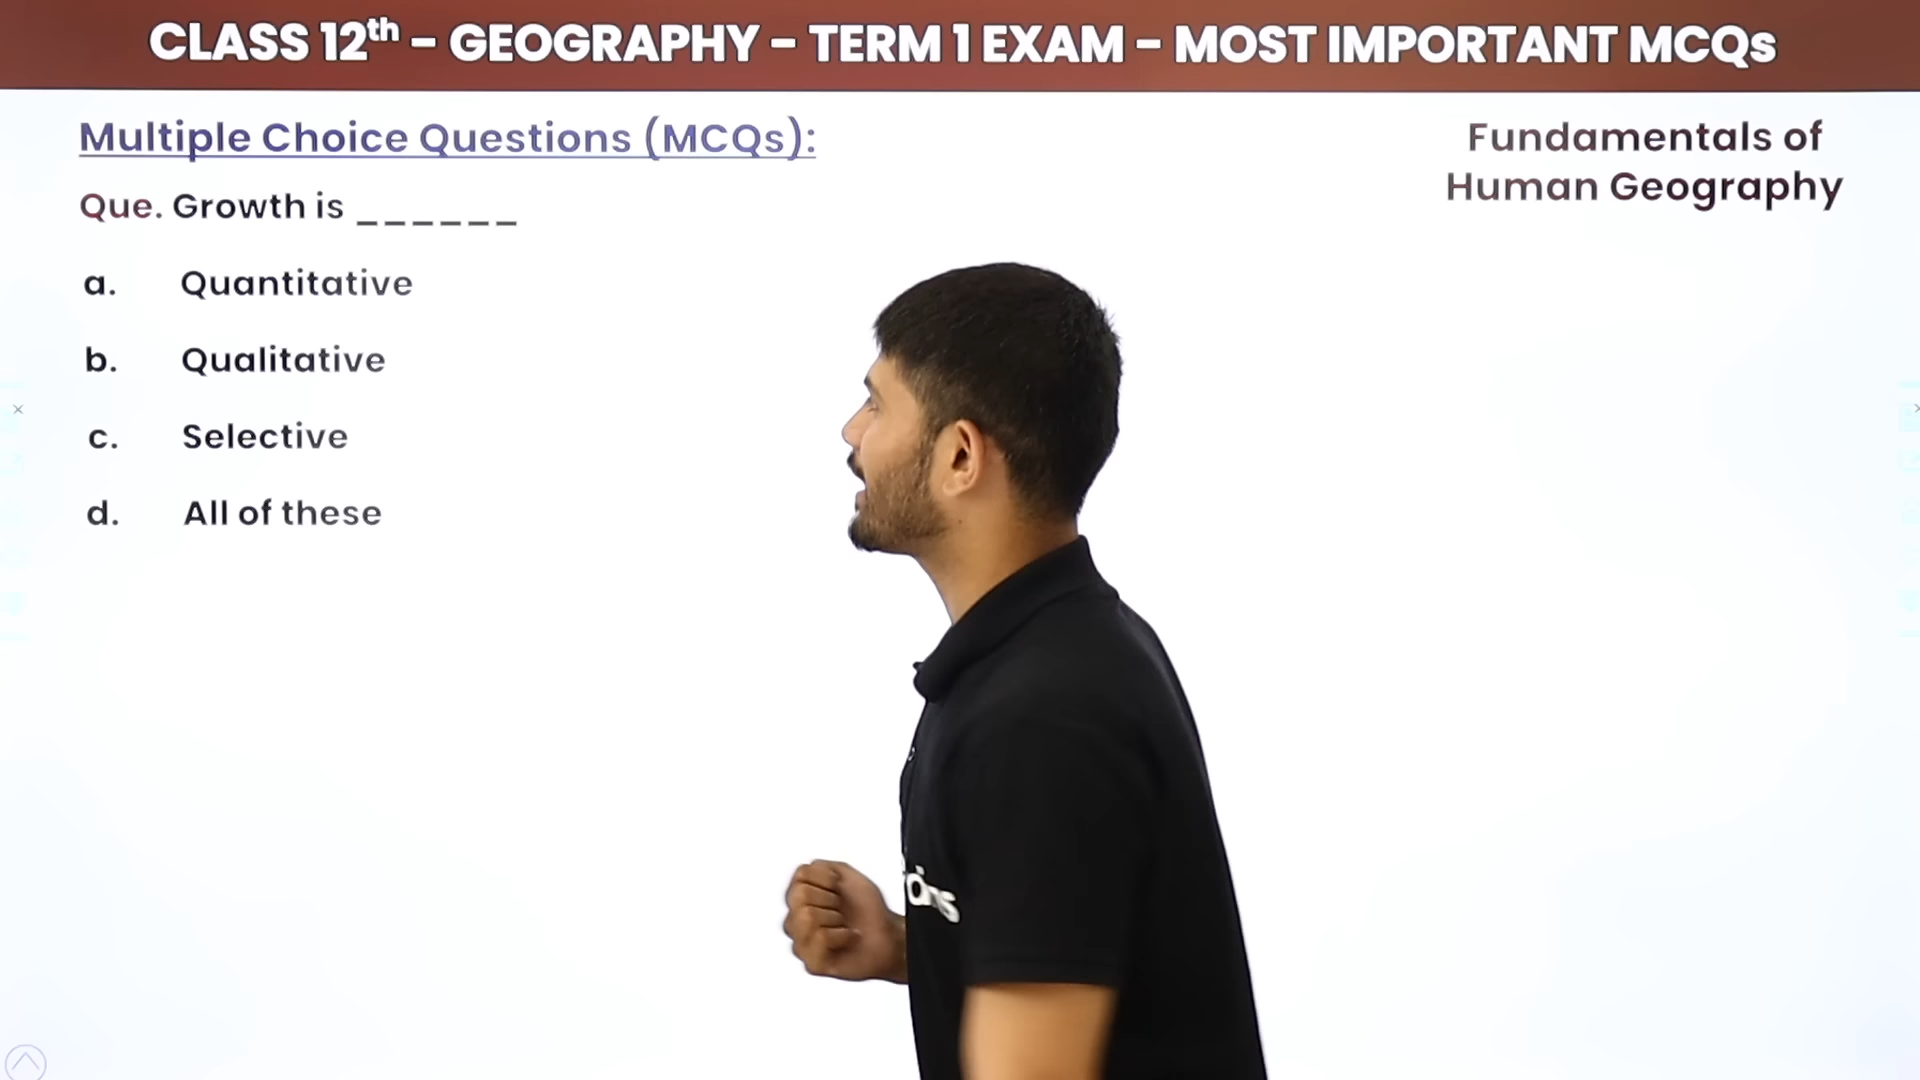 CLASS 12th - GEOGRAPHY - TERM 1 EXAM - MOST IMPORTANT MCQs
Multiple Choice Questions (MCQs):
Fundamentals of
Human Geography
Que. Growth is ______
a. Quantitative
b. Qualitative
c. Selective
d. All of these